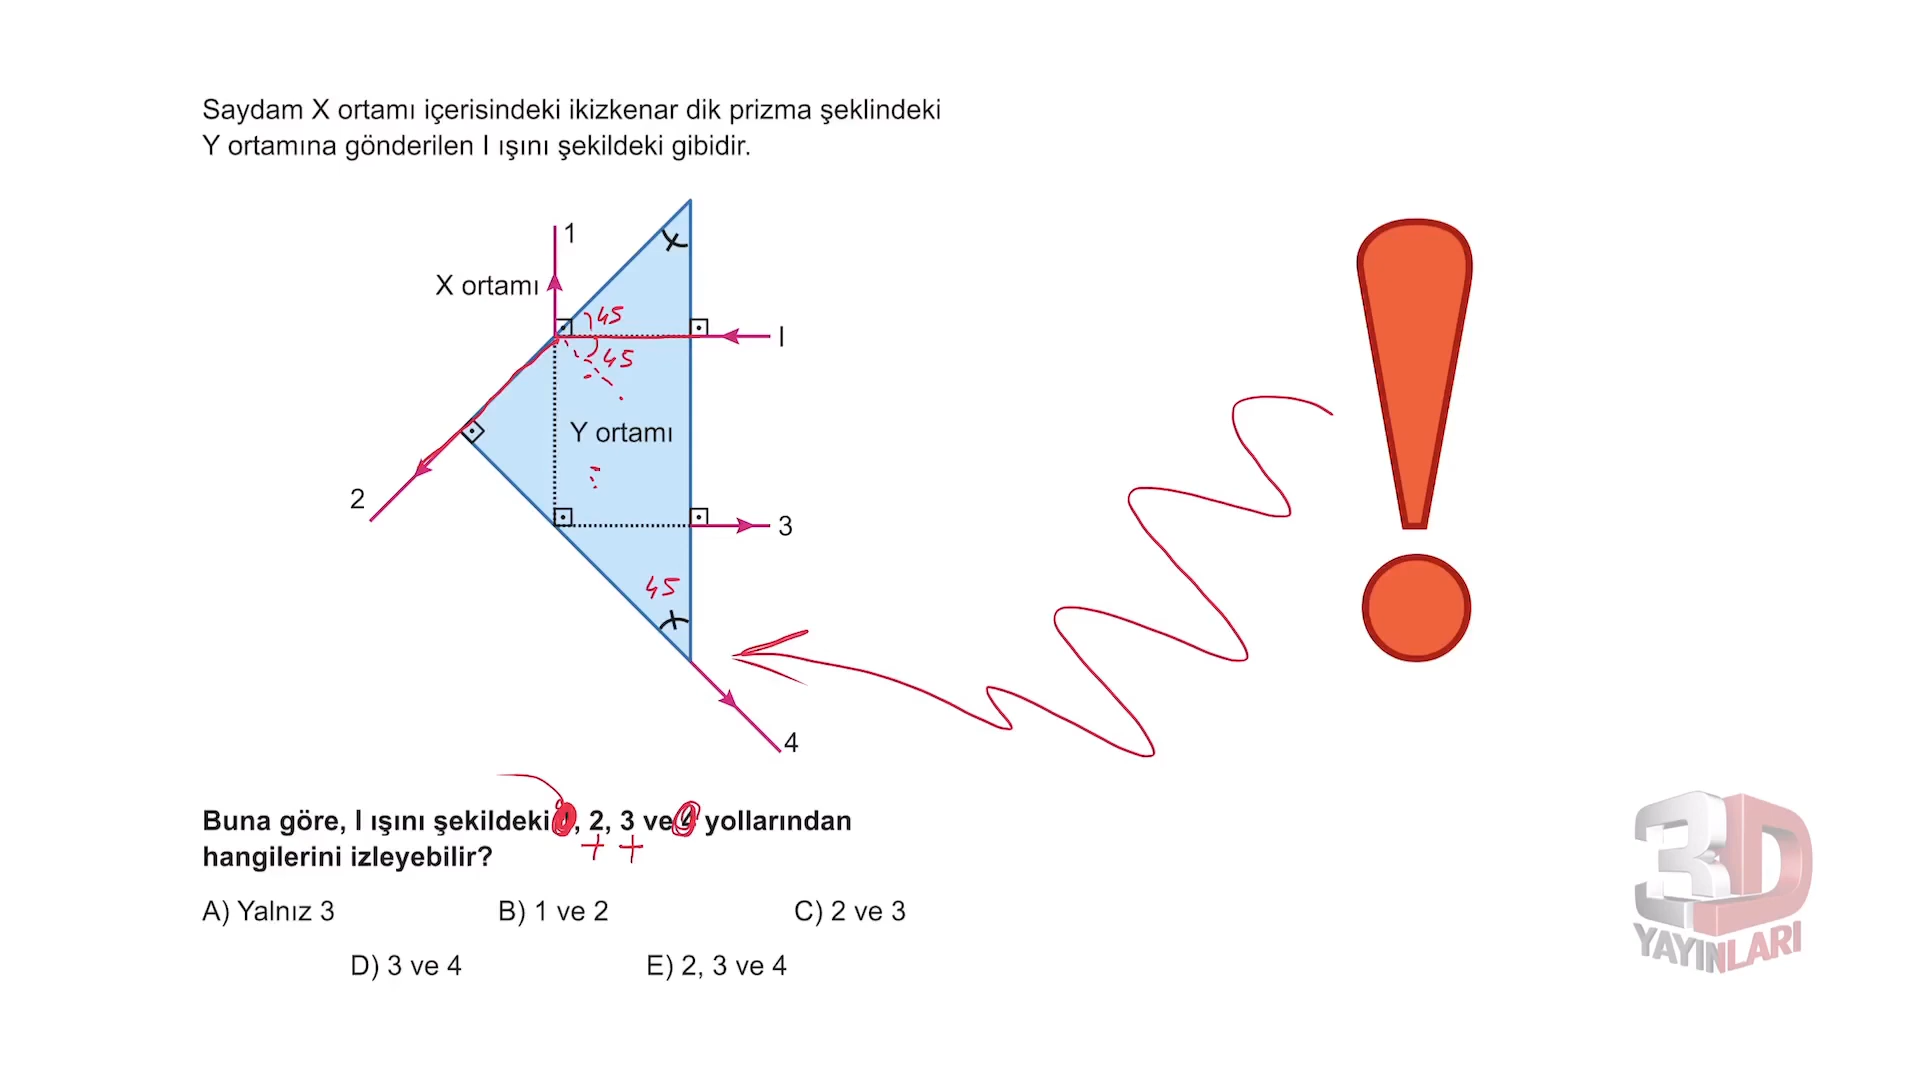 Saydam X ortamı içerisindeki ikizkenar dik prizma şeklindeki
Y ortamına gönderilen I ışını şekildeki gibidir.
1
X ortamı
45
I
45
Y ortamı
2
3
45
4
Buna göre, I ışını şekildeki 1, 2, 3 ve 4 yollarından
+ +
hangilerini izleyebilir?
A) Yalnız 3
B) 1 ve 2
C) 2 ve 3
D) 3 ve 4
E) 2, 3 ve 4
3D
YAYINLARI